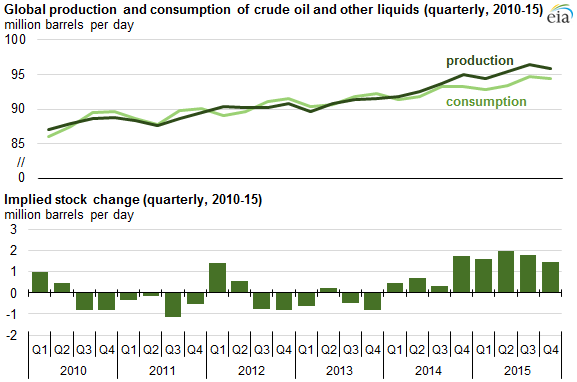 Global production and consumption of crude oil and other liquids (quarterly, 2010-15)
million barrels per day
eia
100
95
90
85
//
0
production
consumption
Implied stock change (quarterly, 2010-15)
million barrels per day
3
2
1
0
-1
-2
Q1 Q2 Q3 Q4 Q1 Q2 Q3 Q4 Q1 Q2 Q3 Q4 Q1 Q2 Q3 Q4 Q1 Q2 Q3 Q4 Q1 Q2 Q3 Q4
2010 2011 2012 2013 2014 2015